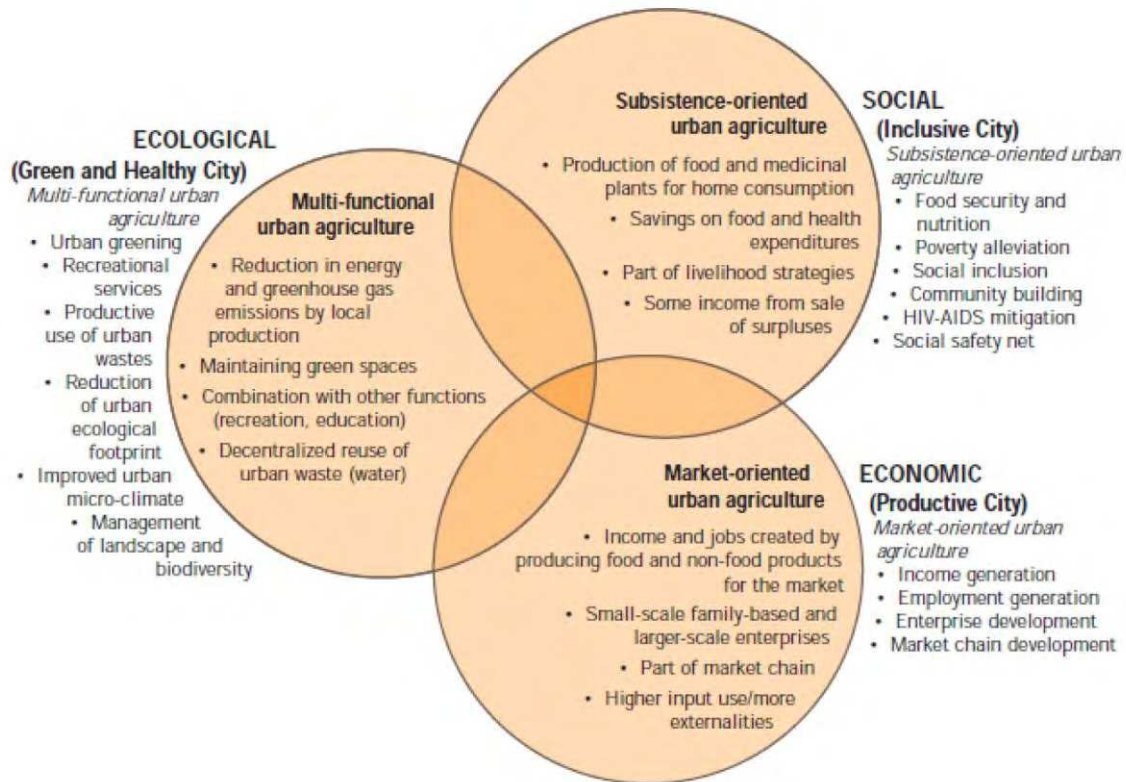 ECOLOGICAL
(Green and Healthy City)
Multi-functional urban
agriculture
• Urban greening
• Recreational
services
• Productive
use of urban
wastes
• Reduction
of urban
ecological
footprint
• Improved urban
micro-climate
• Management
of landscape and
biodiversity
Multi-functional
urban agriculture
• Reduction in energy
and greenhouse gas
emissions by local
production
• Maintaining green spaces
• Combination with other functions
(recreation, education)
• Decentralized reuse of
urban waste (water)
Subsistence-oriented
urban agriculture
• Production of food and medicinal
plants for home consumption
• Savings on food and health
expenditures
• Part of livelihood strategies
• Some income from sale
of surpluses
SOCIAL
(Inclusive City)
Subsistence-oriented urban
agriculture
• Food security and
nutrition
• Poverty alleviation
• Social inclusion
• Community building
• HIV-AIDS mitigation
• Social safety net
Market-oriented
urban agriculture
• Income and jobs created by
producing food and non-food products
for the market
• Small-scale family-based and
larger-scale enterprises
• Part of market chain
• Higher input use/more
externalities
ECONOMIC
(Productive City)
Market-oriented urban
agriculture
• Income generation
• Employment generation
• Enterprise development
• Market chain development